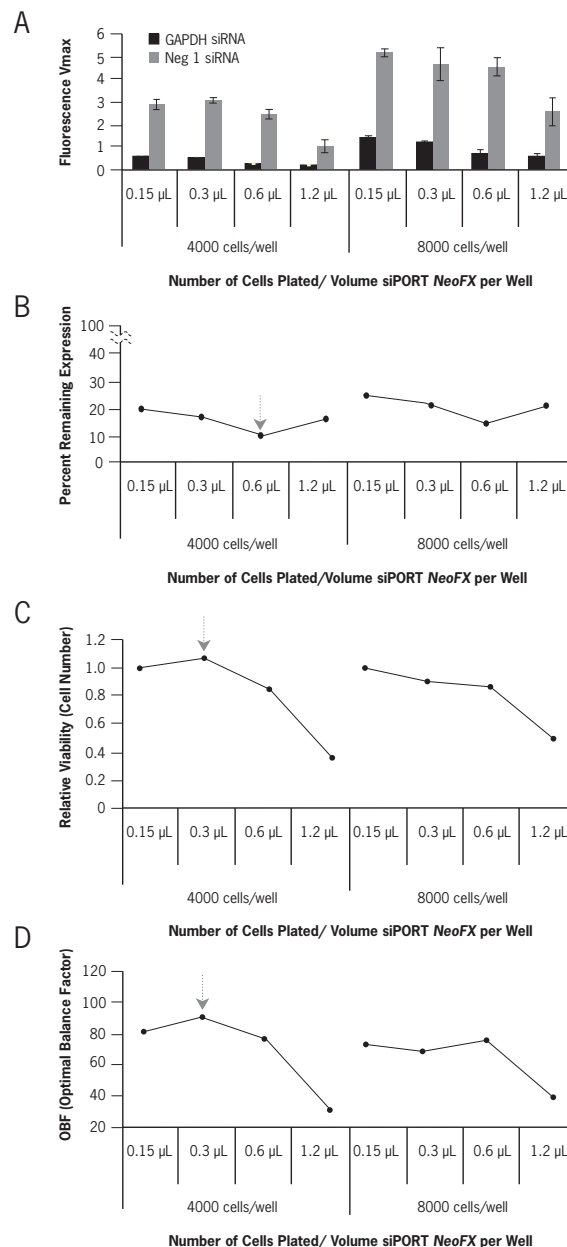 A
GAPDH siRNA
Neg 1 siRNA
Fluorescence Vmax
6
5
4
3
2
1
0
0.15 µL 0.3 µL 0.6 µL 1.2 µL 0.15 µL 0.3 µL 0.6 µL 1.2 µL
4000 cells/well 8000 cells/well
Number of Cells Plated/ Volume siPORT NeoFX per Well
B
Percent Remaining Expression
100
40
30
20
10
0
0.15 µL 0.3 µL 0.6 µL 1.2 µL 0.15 µL 0.3 µL 0.6 µL 1.2 µL
4000 cells/well 8000 cells/well
Number of Cells Plated/Volume siPORT NeoFX per Well
C
Relative Viability (Cell Number)
1.2
1.0
0.8
0.6
0.4
0.2
0
0.15 µL 0.3 µL 0.6 µL 1.2 µL 0.15 µL 0.3 µL 0.6 µL 1.2 µL
4000 cells/well 8000 cells/well
Number of Cells Plated/ Volume siPORT NeoFX per Well
D
OBF (Optimal Balance Factor)
120
100
80
60
40
20
0.15 µL 0.3 µL 0.6 µL 1.2 µL 0.15 µL 0.3 µL 0.6 µL 1.2 µL
4000 cells/well 8000 cells/well
Number of Cells Plated/ Volume siPORT NeoFX per Well